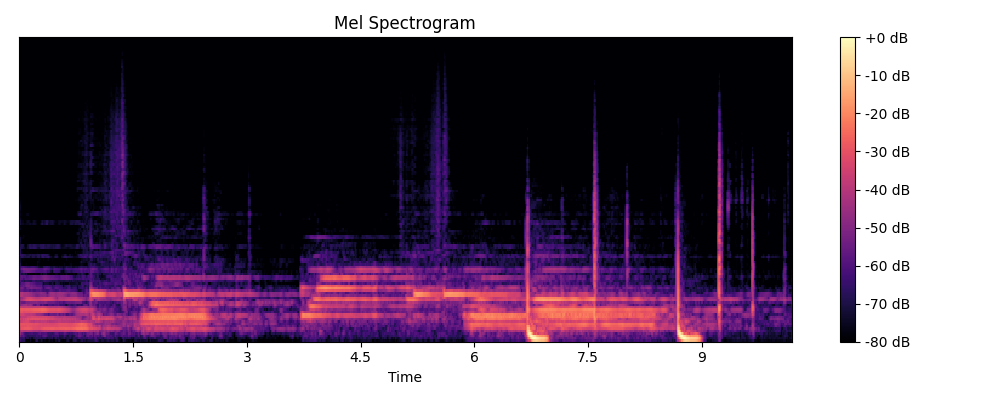 Mel Spectrogram
+0 dB
-10 dB
-20 dB
-30 dB
-40 dB
-50 dB
-60 dB
-70 dB
-80 dB
0 1.5 3 4.5 6 7.5 9
Time